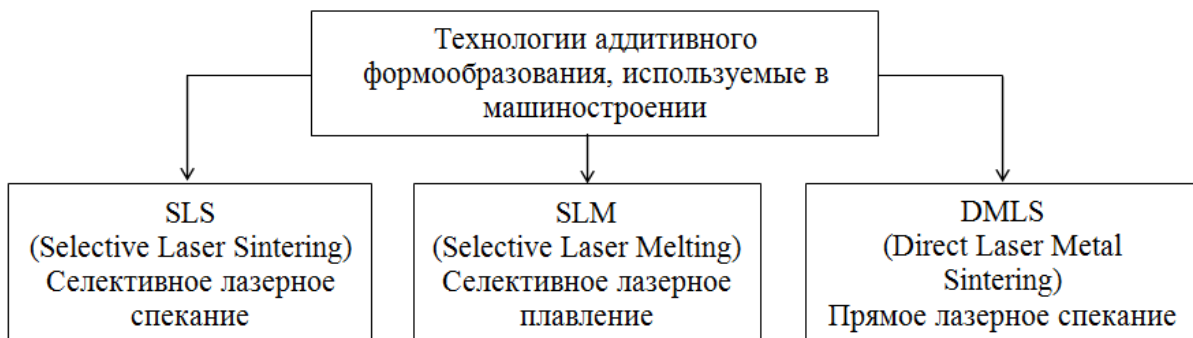 Технологии аддитивного
формообразования, используемые в
машиностроении
SLS
(Selective Laser Sintering)
Селективное лазерное
спекание
SLM
(Selective Laser Melting)
Селективное лазерное
плавление
DMLS
(Direct Laser Metal
Sintering)
Прямое лазерное спекание